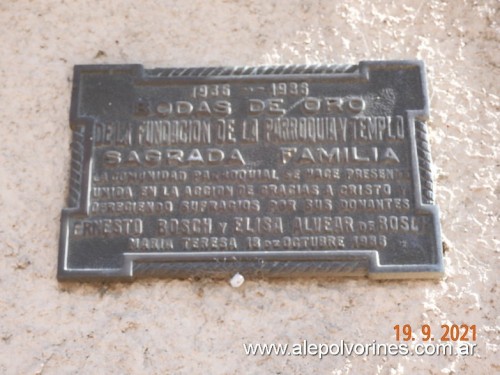 1936 - 1986
BODAS DE ORO
DE LA FUNDACION DE LA PARROQUIA Y TEMPLO
SAGRADA FAMILIA
LA COMUNIDAD PARROQUIAL SE HACE PRESENTE
UNIDA EN LA ACCION DE GRACIAS A CRISTO Y
OFRECIENDO SUFRAGIOS POR SUS DONANTES
ERNESTO BOSCH Y ELISA ALVEAR DE BOSCH
MARIA TERESA 18 DE OCTUBRE 1986
19.9.2021
www.alepolvorines.com.ar